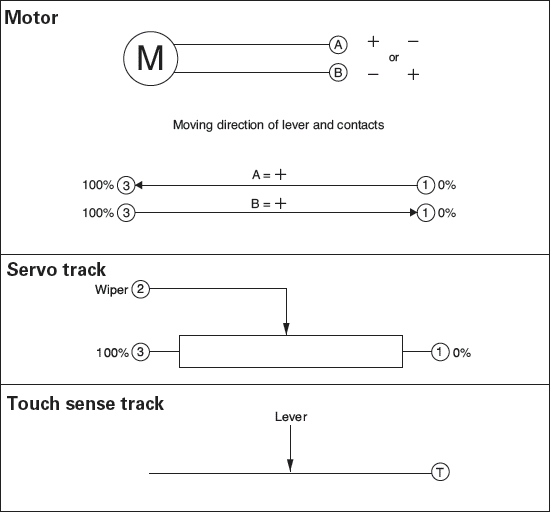 Motor
M
A + −
or
B − +
Moving direction of lever and contacts
A = +
100% 3 1 0%
B = +
100% 3 1 0%
Servo track
Wiper 2
100% 3 1 0%
Touch sense track
Lever
T